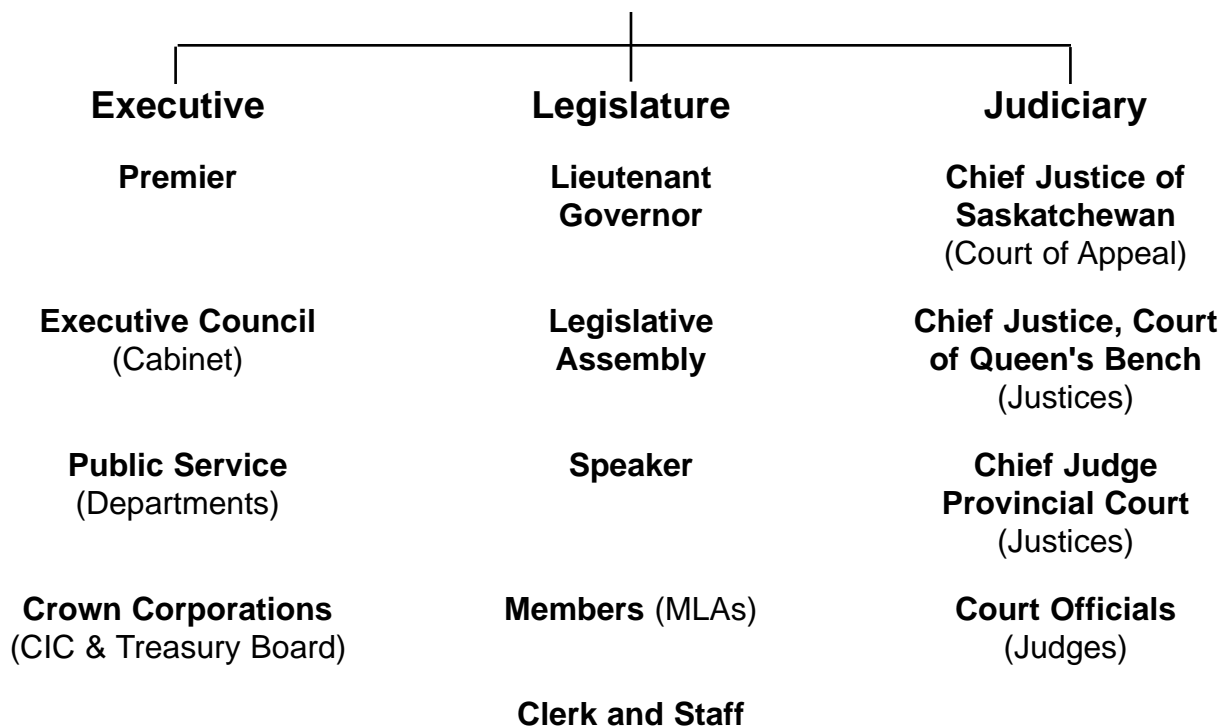 Executive
Premier
Executive Council
(Cabinet)
Public Service
(Departments)
Crown Corporations
(CIC & Treasury Board)
Legislature
Lieutenant
Governor
Legislative
Assembly
Speaker
Members (MLAs)
Clerk and Staff
Judiciary
Chief Justice of
Saskatchewan
(Court of Appeal)
Chief Justice, Court
of Queen's Bench
(Justices)
Chief Judge
Provincial Court
(Justices)
Court Officials
(Judges)